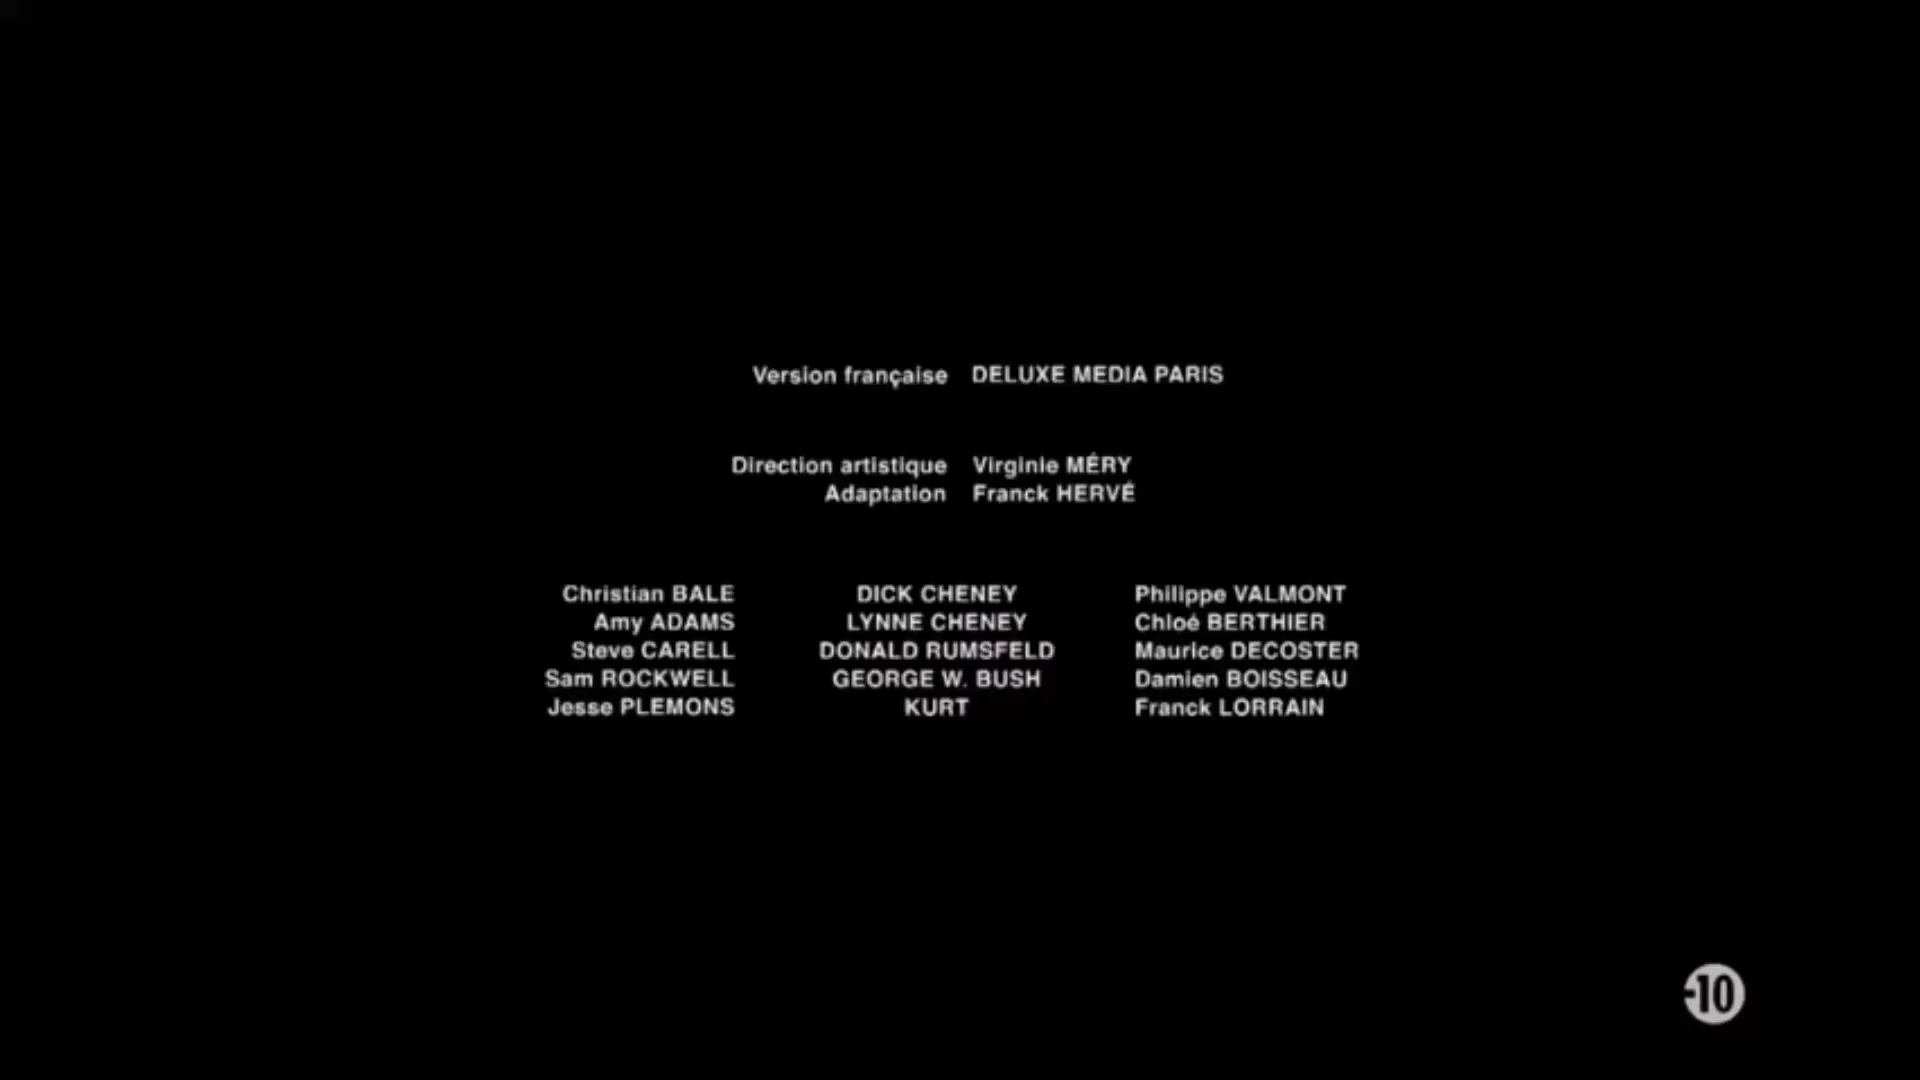 Version française DELUXE MEDIA PARIS
Direction artistique Virginie MÉRY
Adaptation Franck HERVÉ
Christian BALE DICK CHENEY Philippe VALMONT
Amy ADAMS LYNNE CHENEY Chloé BERTHIER
Steve CARELL DONALD RUMSFELD Maurice DECOSTER
Sam ROCKWELL GEORGE W. BUSH Damien BOISSEAU
Jesse PLEMONS KURT Franck LORRAIN
-10